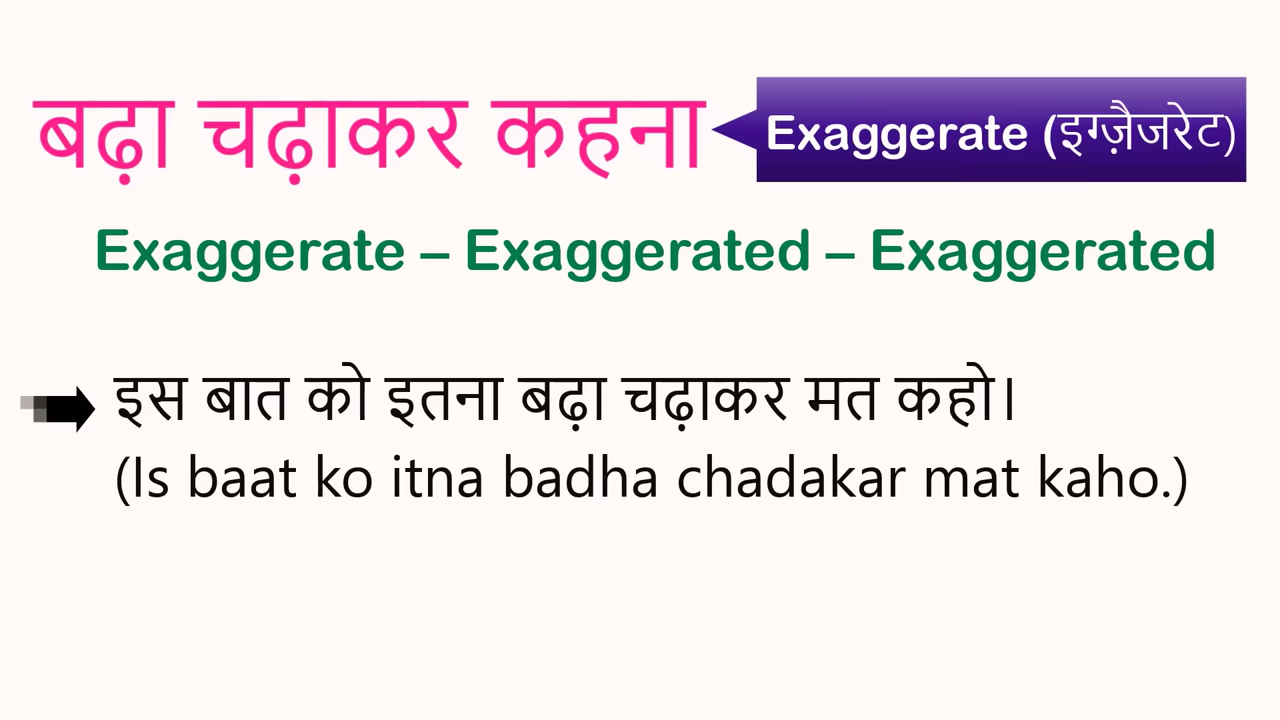 बढ़ा चढ़ाकर कहना Exaggerate (इग्ज़ैजरेट)
Exaggerate – Exaggerated – Exaggerated
इस बात को इतना बढ़ा चढ़ाकर मत कहो।
(Is baat ko itna badha chadakar mat kaho.)